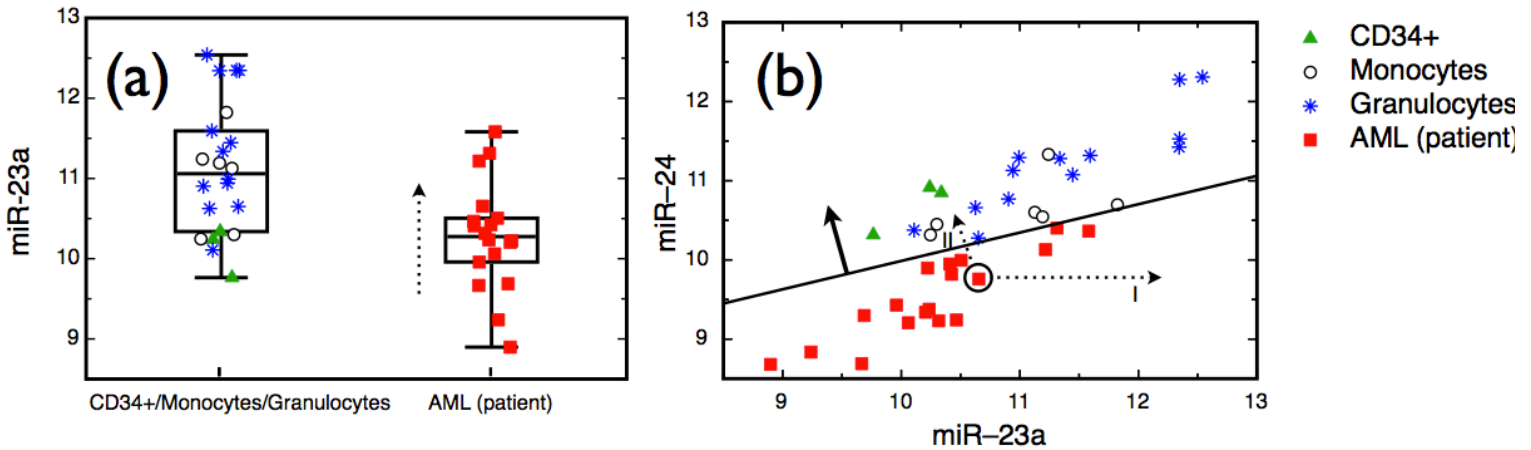 (a)
miR-23a
13
12
11
10
9
CD34+/Monocytes/Granulocytes
AML (patient)
(b)
miR–24
13
12
11
10
9
II
I
9
10
11
12
13
miR–23a
CD34+
Monocytes
Granulocytes
AML (patient)